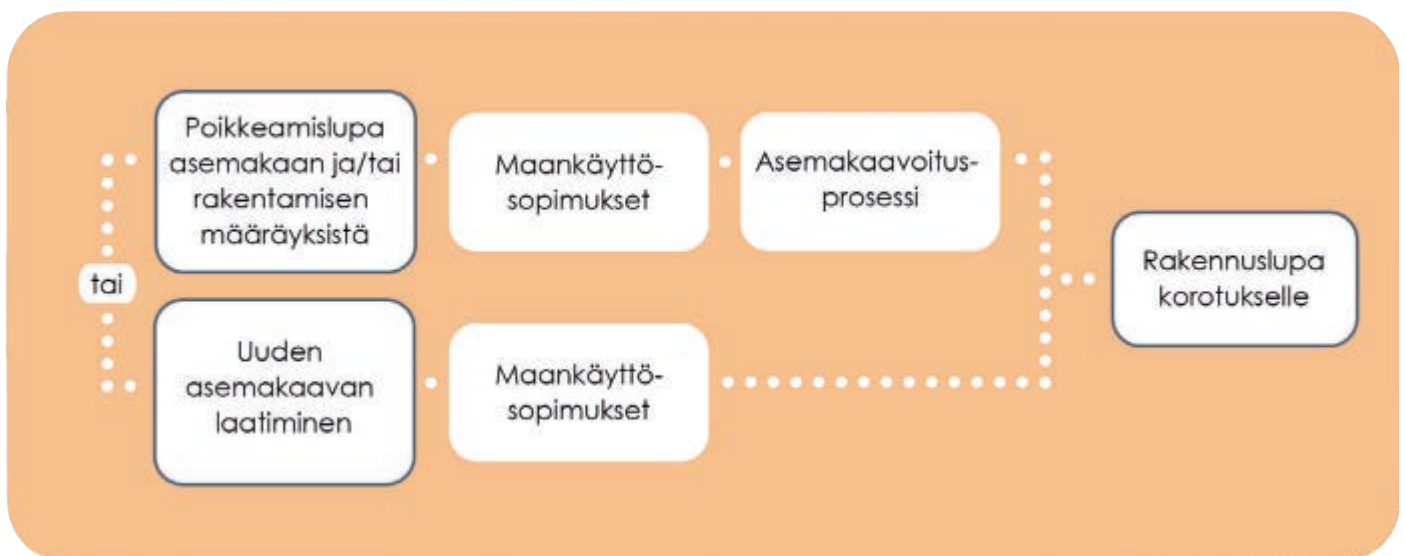 Poikkeamislupa
asemakaan ja/tai
rakentamisen
määräyksistä
Maankäyttö-
sopimukset
Asemakaavoitus-
prosessi
tai
Uuden
asemakaavan
laatiminen
Maankäyttö-
sopimukset
Rakennuslupa
korotukselle